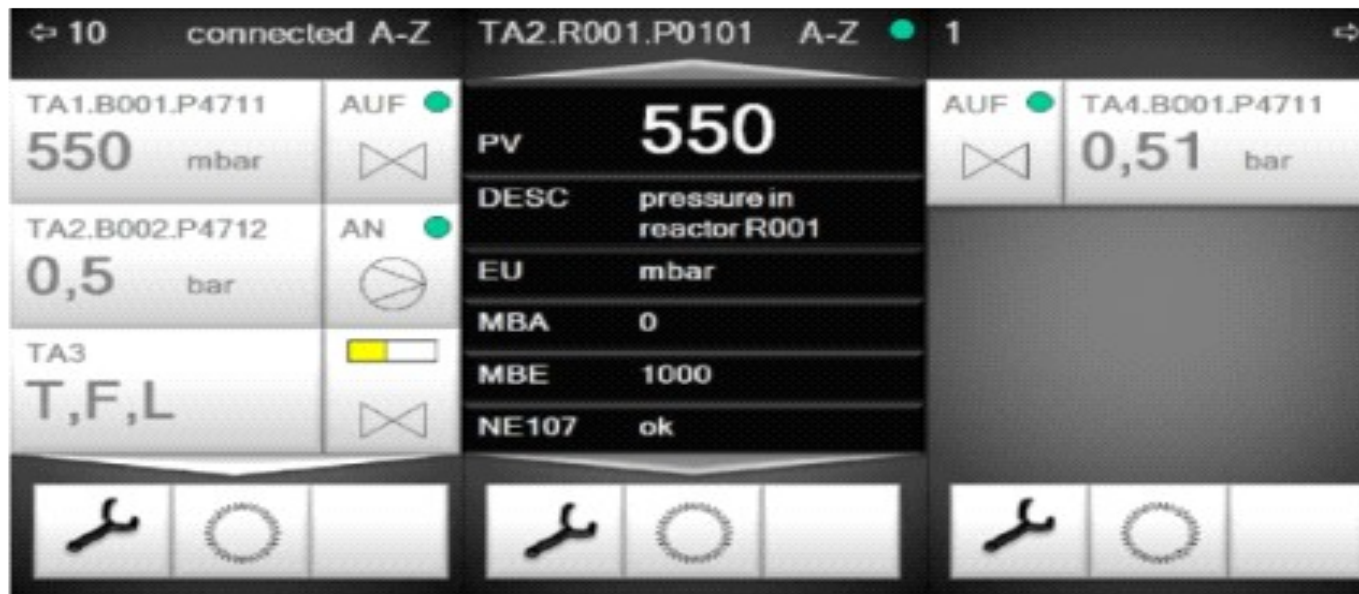 ⇦ 10 connected A-Z
TA1.B001.P4711 AUF
550 mbar
TA2.B002.P4712 AN
0,5 bar
TA3
T,F,L
TA2.R001.P0101 A-Z
PV 550
DESC pressure in
reactor R001
EU mbar
MBA 0
MBE 1000
NE107 ok
1 ⇨
AUF TA4.B001.P4711
0,51 bar